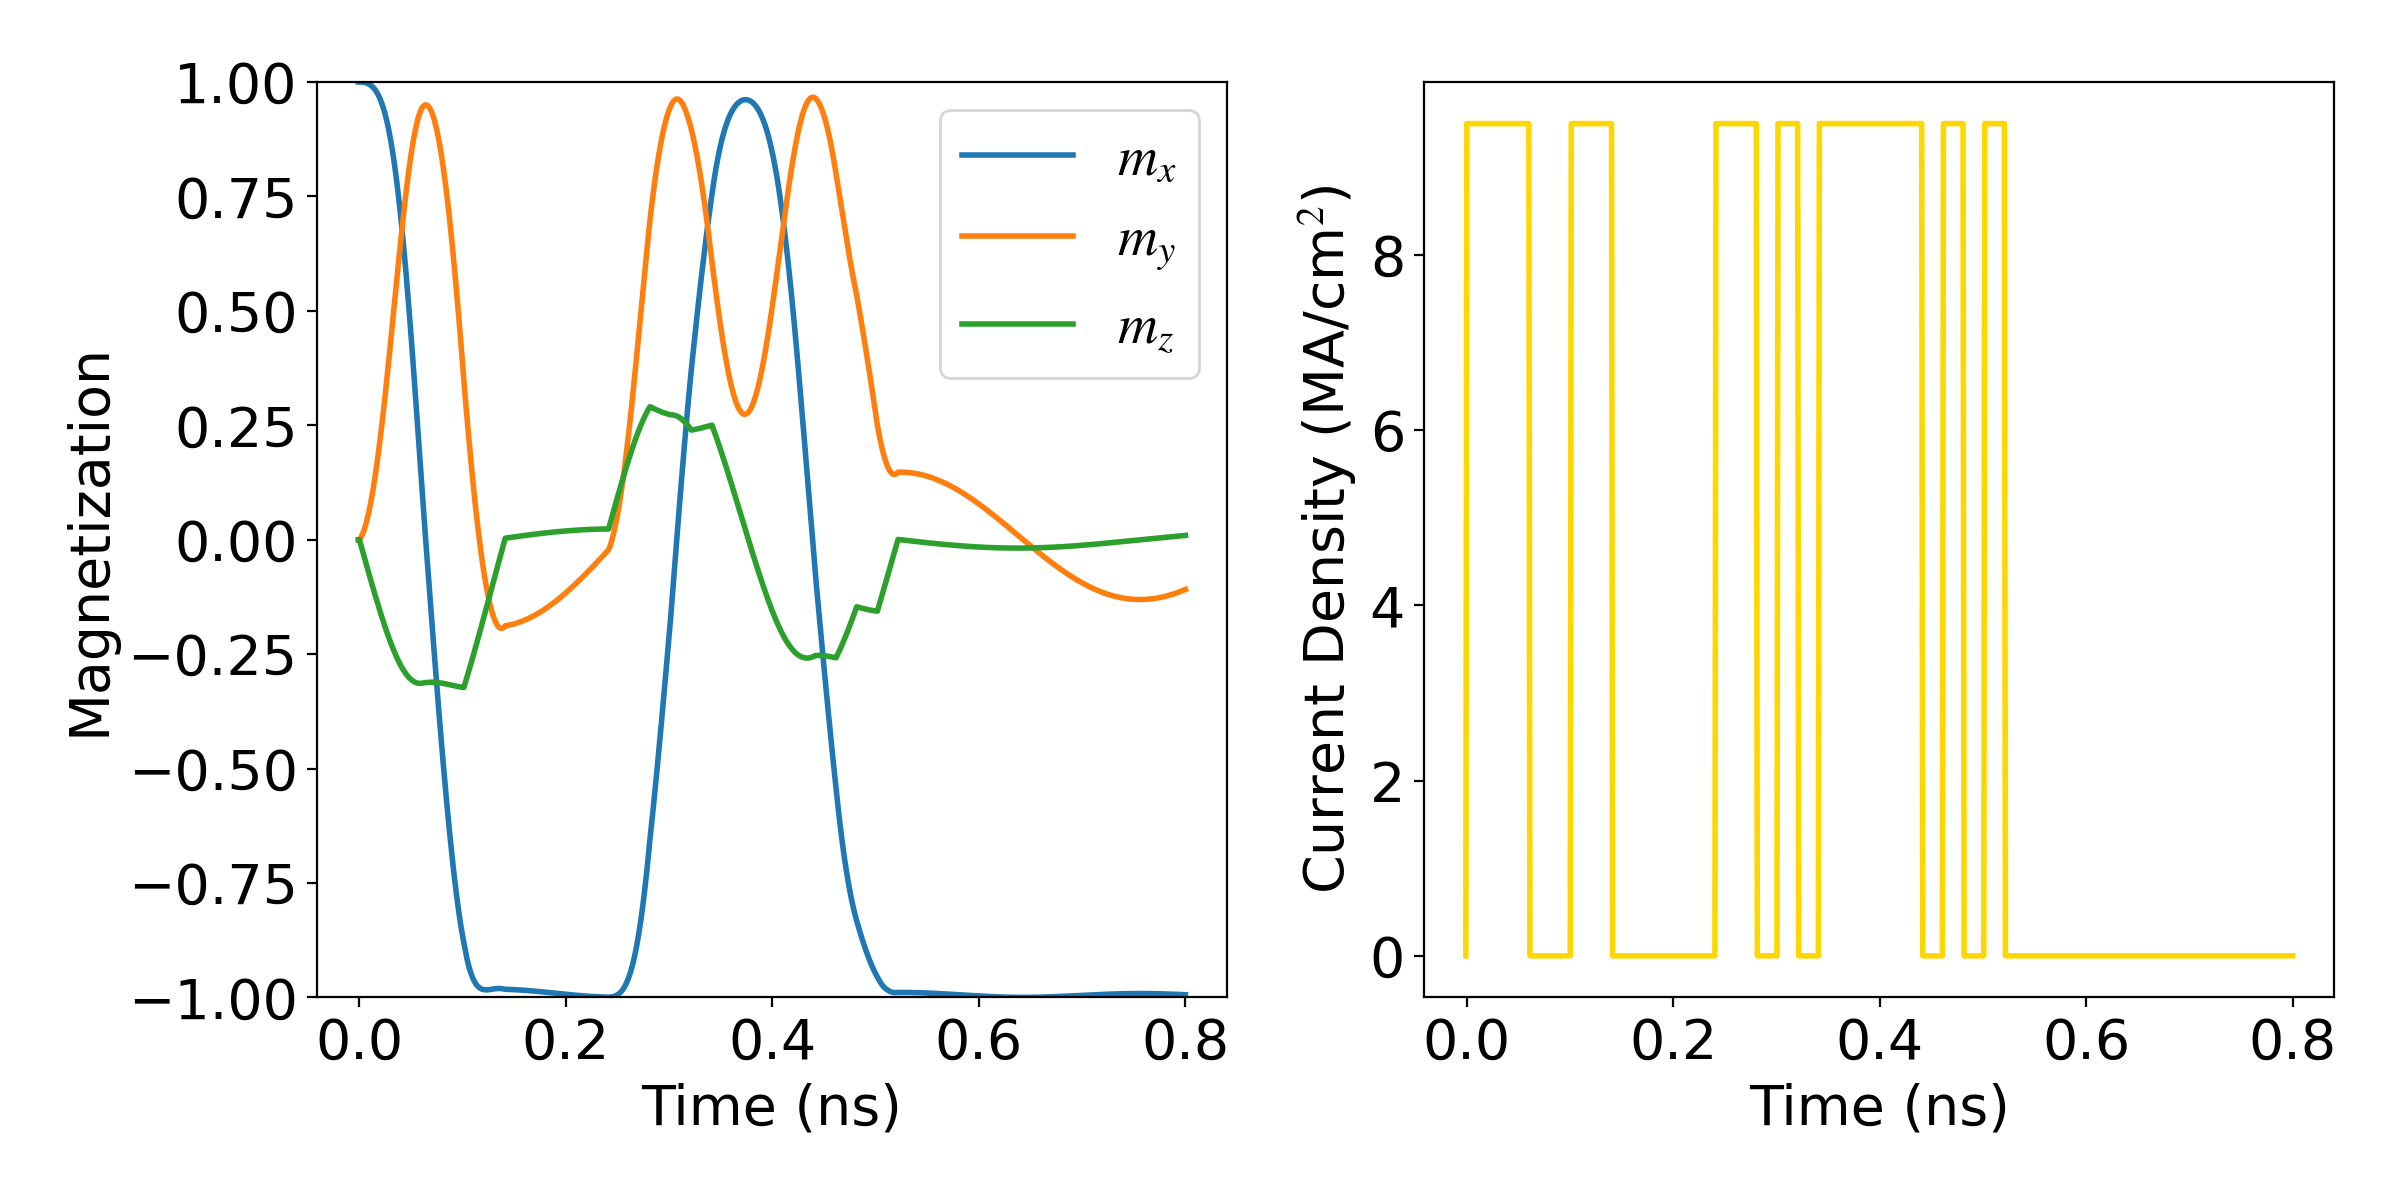 1.00
0.75
0.50
0.25
0.00
−0.25
−0.50
−0.75
−1.00
Magnetization
0.0 0.2 0.4 0.6 0.8
Time (ns)
m_x
m_y
m_z
8
6
4
2
0
Current Density (MA/cm²)
0.0 0.2 0.4 0.6 0.8
Time (ns)